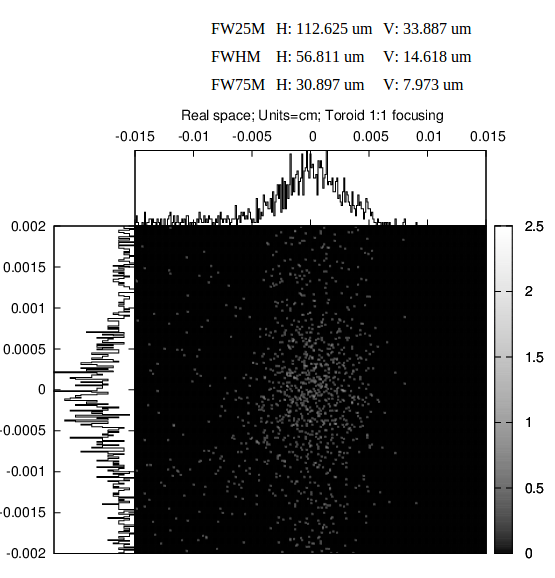 FW25M H: 112.625 um V: 33.887 um
FWHM H: 56.811 um V: 14.618 um
FW75M H: 30.897 um V: 7.973 um
Real space; Units=cm; Toroid 1:1 focusing
-0.015 -0.01 -0.005 0 0.005 0.01 0.015
0.002 2.5
0.0015
0.001 2
0.0005 1.5
0
-0.0005 1
-0.001 0.5
-0.0015
-0.002 0